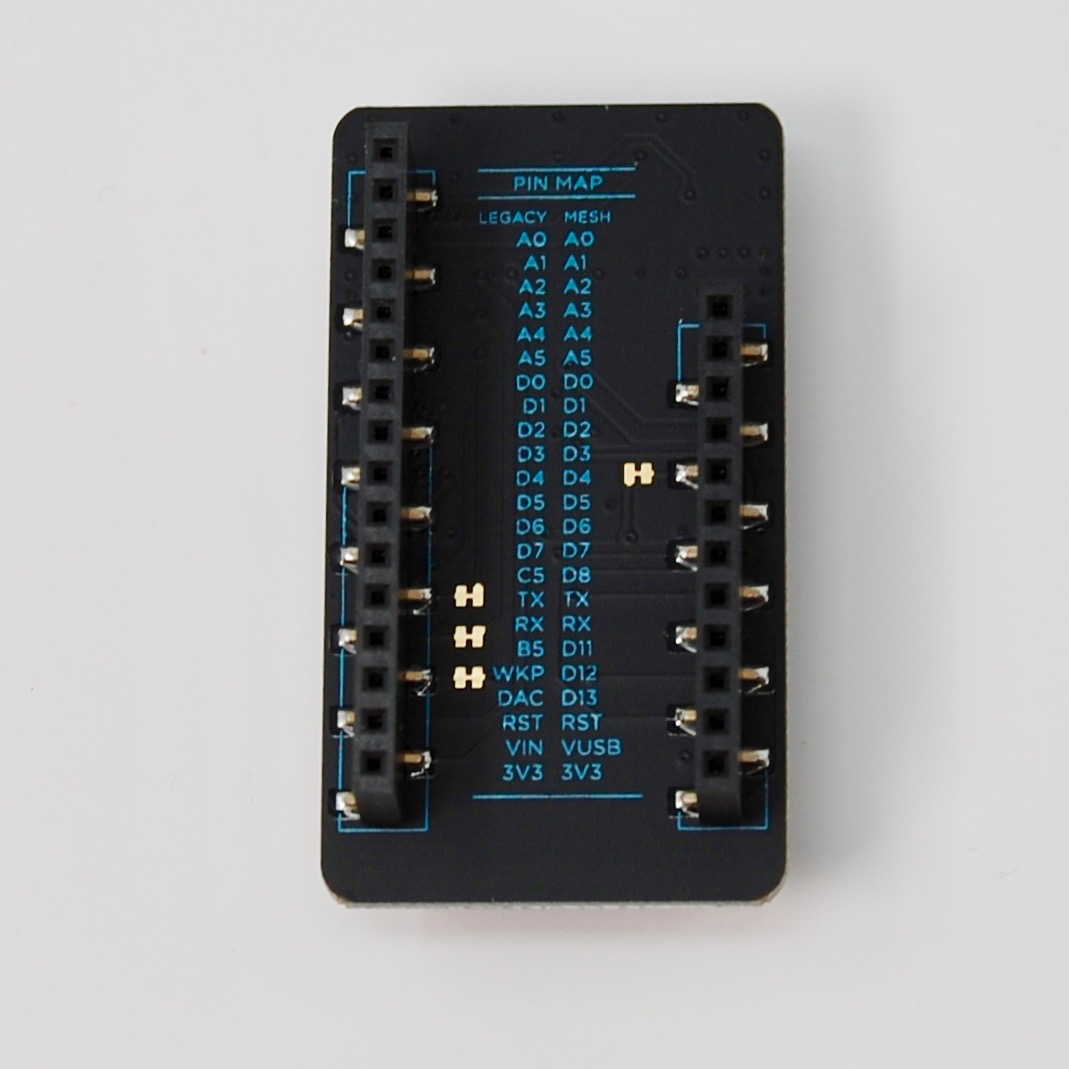 PIN MAP
LEGACY MESH
A0 A0
A1 A1
A2 A2
A3 A3
A4 A4
A5 A5
D0 D0
D1 D1
D2 D2
D3 D3
D4 D4
D5 D5
D6 D6
D7 D7
C5 D8
TX TX
RX RX
B5 D11
WKP D12
DAC D13
RST RST
VIN VUSB
3V3 3V3